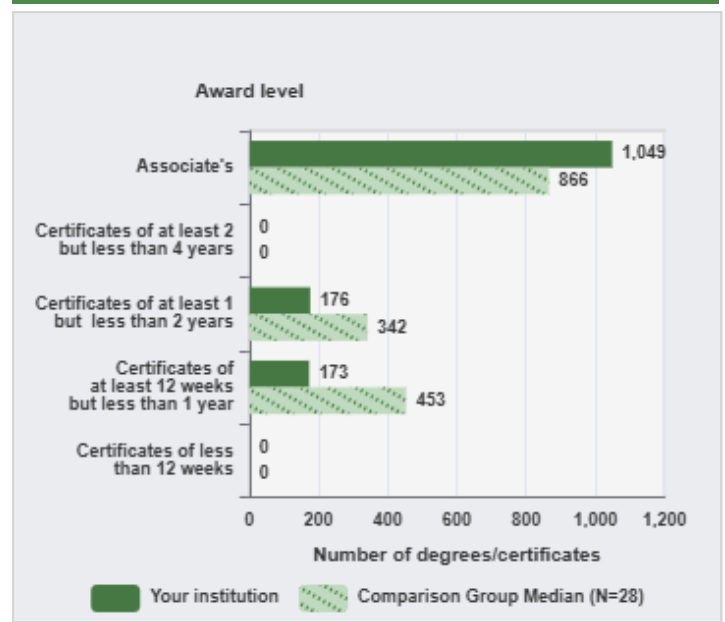 Award level
Associate's
1,049
866
Certificates of at least 2
but less than 4 years
0
0
Certificates of at least 1
but less than 2 years
176
342
Certificates of
at least 12 weeks
but less than 1 year
173
453
Certificates of less
than 12 weeks
0
0
0 200 400 600 800 1,000 1,200
Number of degrees/certificates
Your institution Comparison Group Median (N=28)